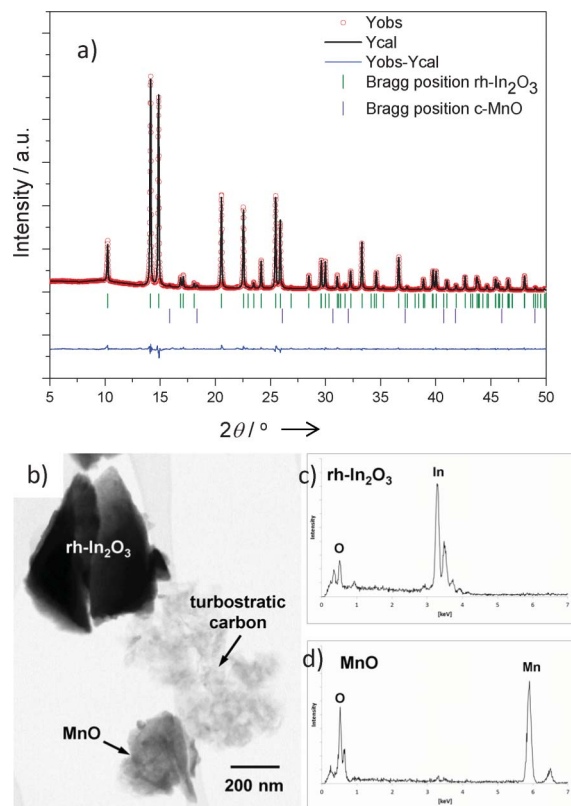 a)
Yobs
Ycal
Yobs-Ycal
Bragg position rh-In₂O₃
Bragg position c-MnO
Intensity / a.u.
5 10 15 20 25 30 35 40 45 50
2θ / °
b)
rh-In₂O₃
turbostratic
carbon
MnO
200 nm
c)
rh-In₂O₃
In
O
Intensity
0 1 2 3 4 5 6 7
[keV]
d)
MnO
Mn
O
Intensity
0 1 2 3 4 5 6 7
[keV]